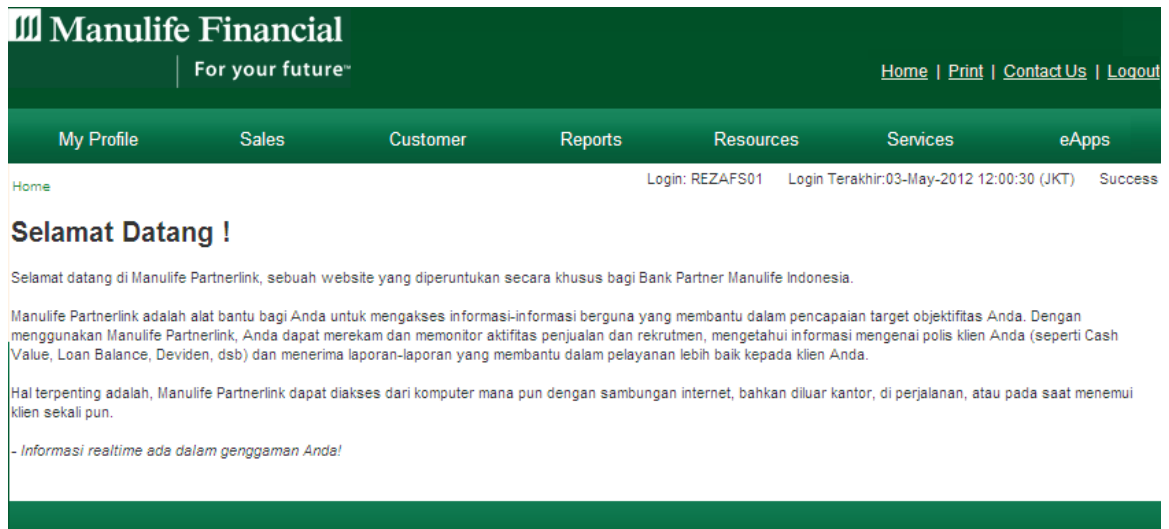 Manulife Financial
For your future™
Home | Print | Contact Us | Logout
My Profile Sales Customer Reports Resources Services eApps
Home Login: REZAFS01 Login Terakhir:03-May-2012 12:00:30 (JKT) Success
Selamat Datang !
Selamat datang di Manulife Partnerlink, sebuah website yang diperuntukan secara khusus bagi Bank Partner Manulife Indonesia.
Manulife Partnerlink adalah alat bantu bagi Anda untuk mengakses informasi-informasi berguna yang membantu dalam pencapaian target objektifitas Anda. Dengan
menggunakan Manulife Partnerlink, Anda dapat merekam dan memonitor aktifitas penjualan dan rekrutmen, mengetahui informasi mengenai polis klien Anda (seperti Cash
Value, Loan Balance, Deviden, dsb) dan menerima laporan-laporan yang membantu dalam pelayanan lebih baik kepada klien Anda.
Hal terpenting adalah, Manulife Partnerlink dapat diakses dari komputer mana pun dengan sambungan internet, bahkan diluar kantor, di perjalanan, atau pada saat menemui
klien sekali pun.
- Informasi realtime ada dalam genggaman Anda!